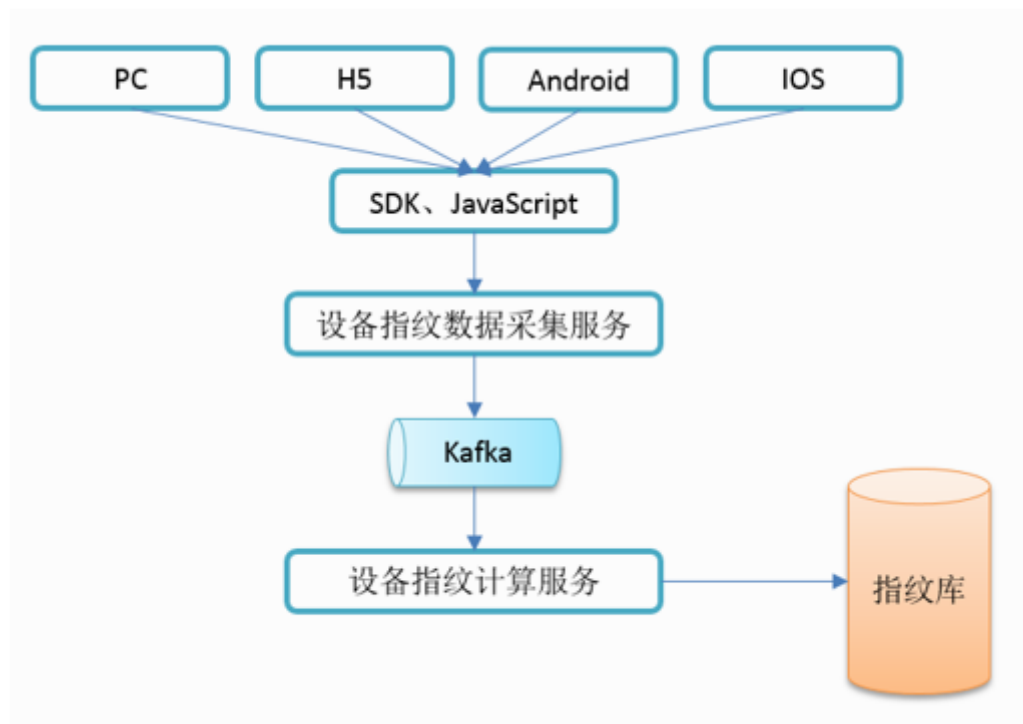 PC
H5
Android
IOS
SDK、JavaScript
设备指纹数据采集服务
Kafka
设备指纹计算服务
指纹库